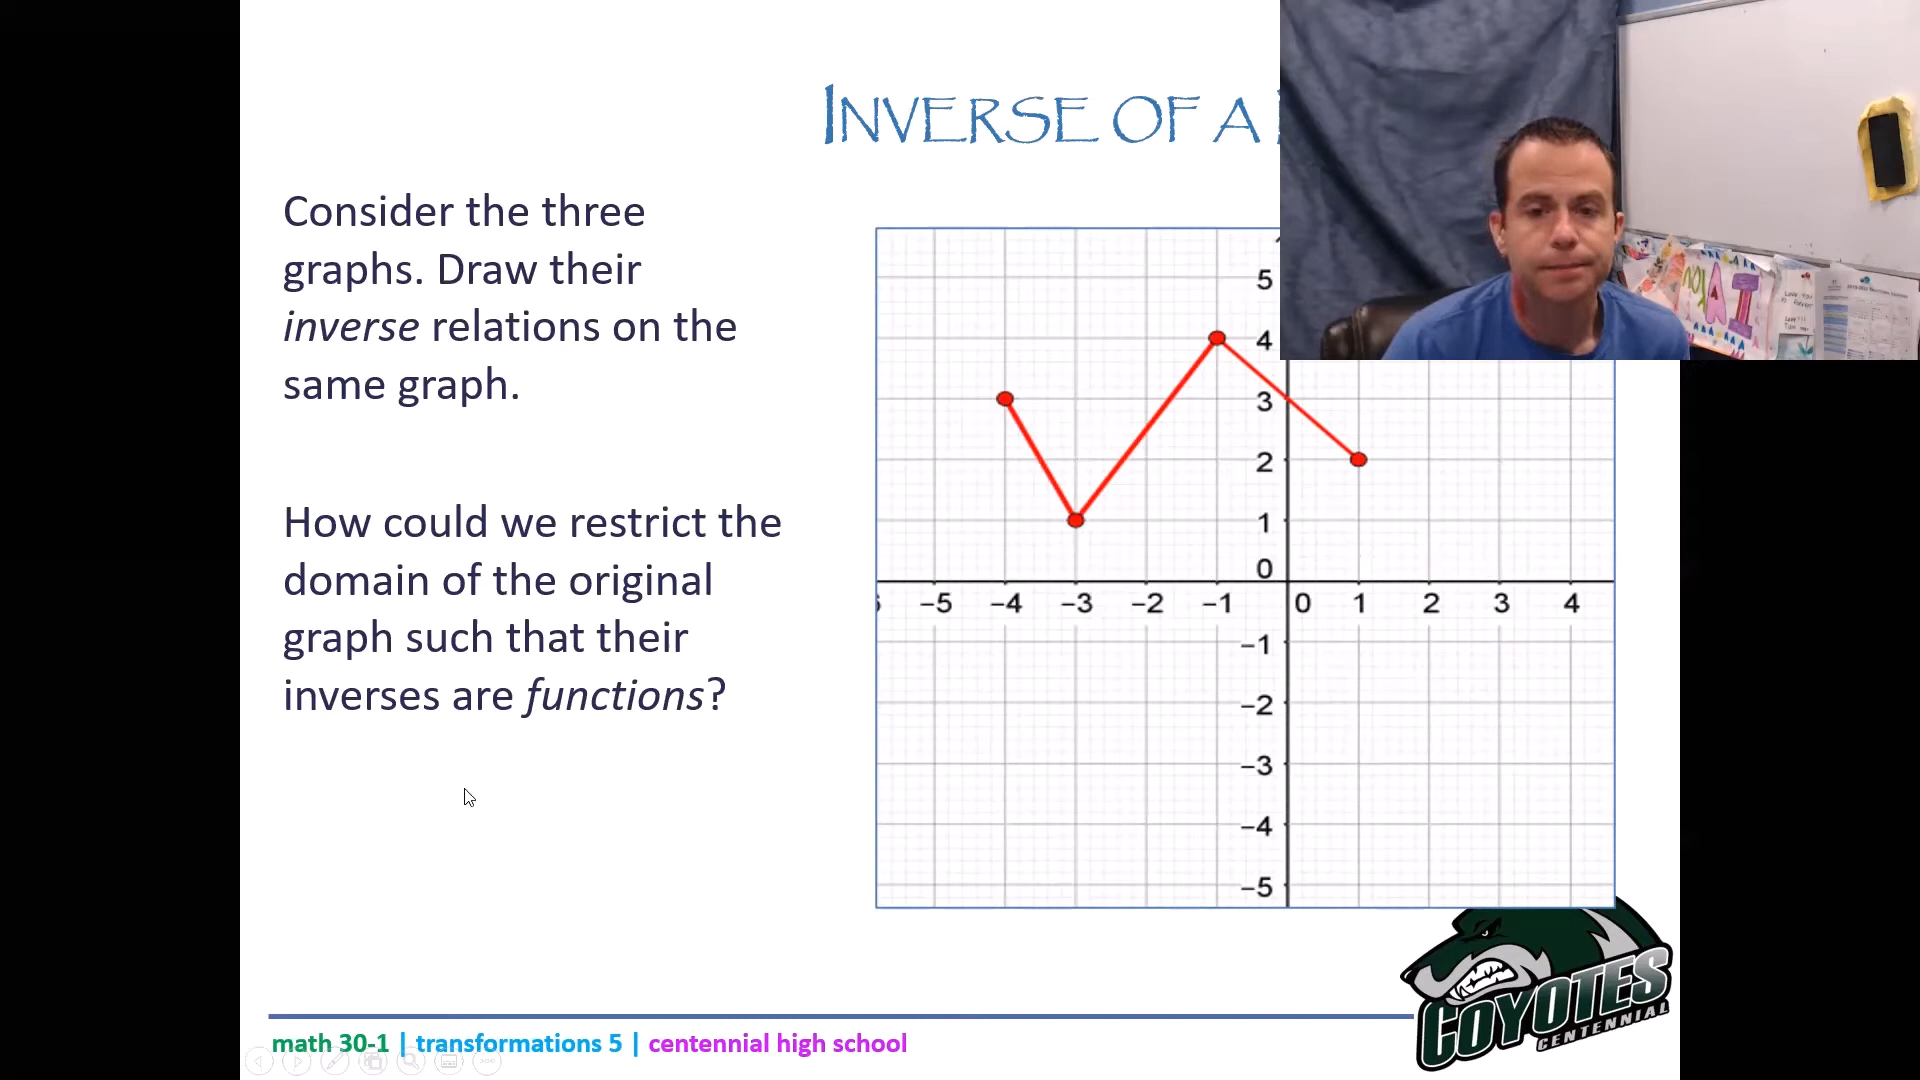 INVERSE OF A
Consider the three
graphs. Draw their
inverse relations on the
same graph.
How could we restrict the
domain of the original
graph such that their
inverses are functions?
5
4
3
2
1
0
−5 −4 −3 −2 −1 0 1 2 3 4
−1
−2
−3
−4
−5
COYOTES
CENTENNIAL
math 30-1 | transformations 5 | centennial high school